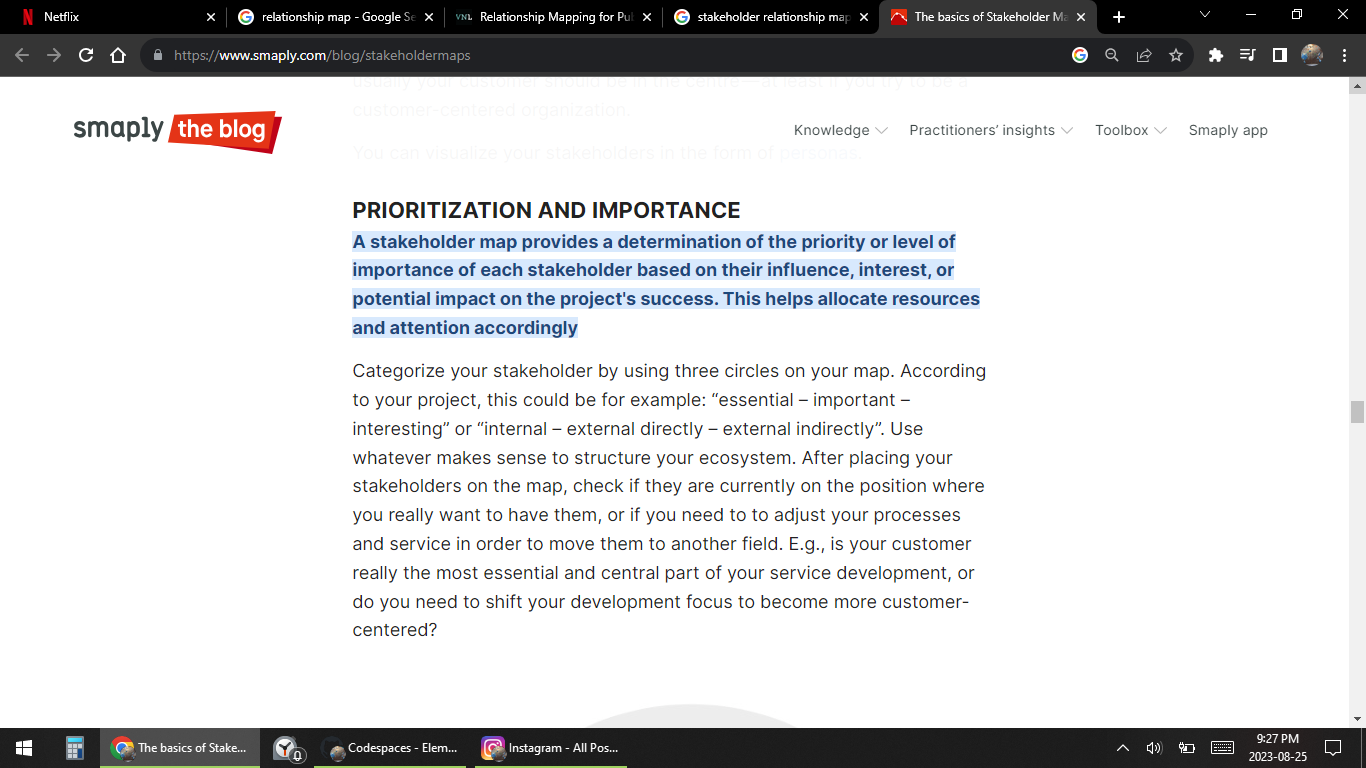 Netflix
relationship map - Google Se
VNL
Relationship Mapping for Pu
stakeholder relationship map
The basics of Stakeholder Ma
https://www.smaply.com/blog/stakeholdermaps
usually your customer should be in the centre—at least if you try to be a
customer-centered organization.
smaply the blog
Knowledge
Practitioners’ insights
Toolbox
Smaply app
You can visualize your stakeholders in the form of personas.
PRIORITIZATION AND IMPORTANCE
A stakeholder map provides a determination of the priority or level of
importance of each stakeholder based on their influence, interest, or
potential impact on the project's success. This helps allocate resources
and attention accordingly
Categorize your stakeholder by using three circles on your map. According
to your project, this could be for example: “essential – important –
interesting” or “internal – external directly – external indirectly”. Use
whatever makes sense to structure your ecosystem. After placing your
stakeholders on the map, check if they are currently on the position where
you really want to have them, or if you need to to adjust your processes
and service in order to move them to another field. E.g., is your customer
really the most essential and central part of your service development, or
do you need to shift your development focus to become more customer-
centered?
The basics of Stake...
0
Codespaces - Elem...
Instagram - All Pos...
9:27 PM
2023-08-25